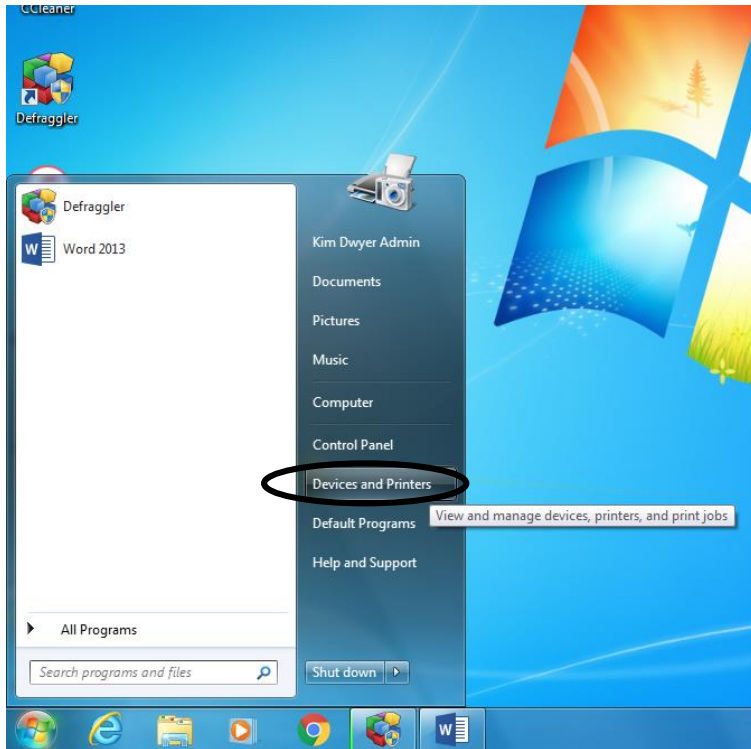 CCleaner
Defraggler
Defraggler
Word 2013
Kim Dwyer Admin
Documents
Pictures
Music
Computer
Control Panel
Devices and Printers
View and manage devices, printers, and print jobs
Default Programs
Help and Support
All Programs
Search programs and files
Shut down
W
W